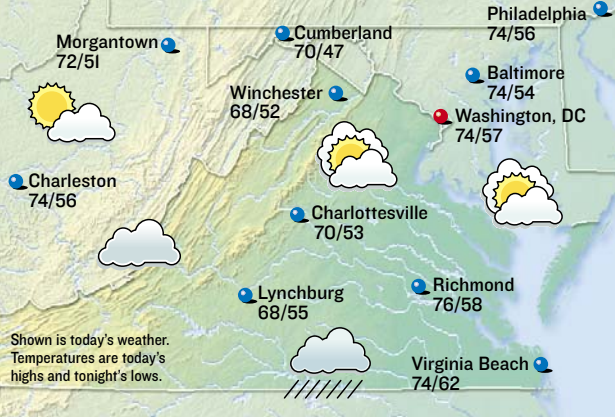 Philadelphia
74/56
Cumberland
70/47
Morgantown
72/51
Baltimore
74/54
Winchester
68/52
Washington, DC
74/57
Charleston
74/56
Charlottesville
70/53
Richmond
76/58
Lynchburg
68/55
Shown is today's weather.
Temperatures are today's
highs and tonight's lows.
Virginia Beach
74/62